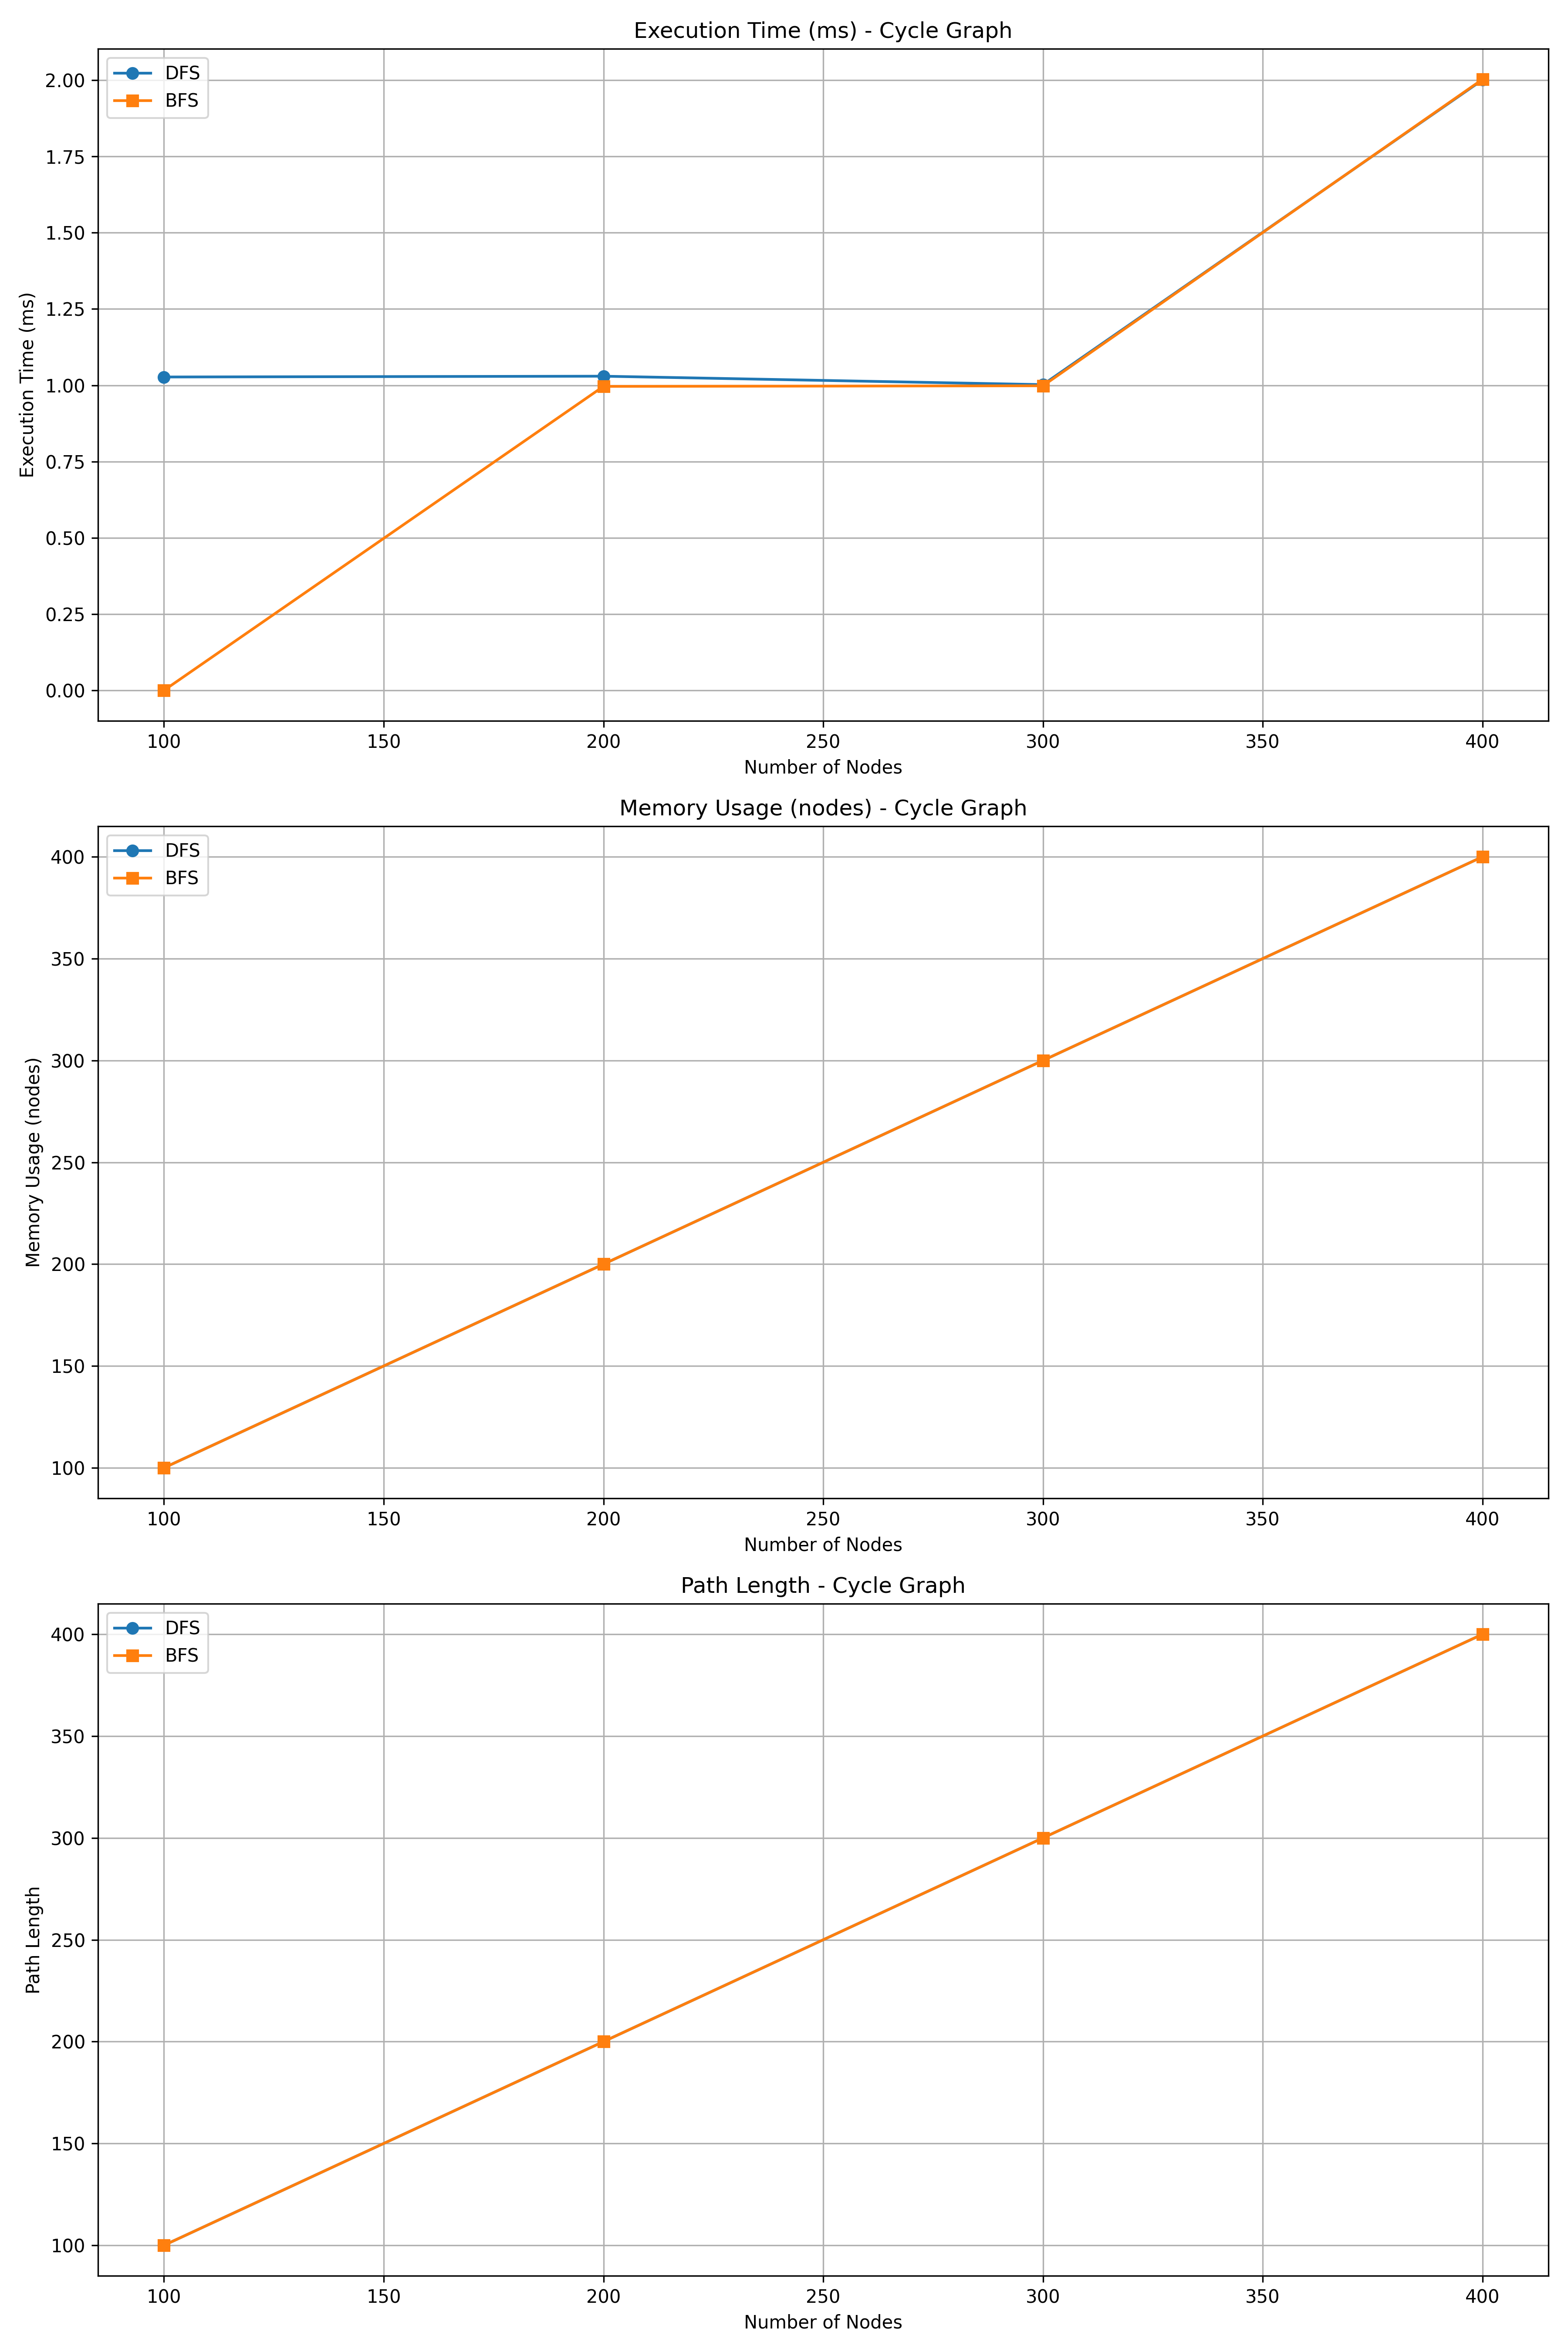 Execution Time (ms) - Cycle Graph
DFS
BFS
2.00
1.75
1.50
1.25
1.00
0.75
0.50
0.25
0.00
Execution Time (ms)
100 150 200 250 300 350 400
Number of Nodes
Memory Usage (nodes) - Cycle Graph
DFS
BFS
400
350
300
250
200
150
100
Memory Usage (nodes)
100 150 200 250 300 350 400
Number of Nodes
Path Length - Cycle Graph
DFS
BFS
400
350
300
250
200
150
100
Path Length
100 150 200 250 300 350 400
Number of Nodes